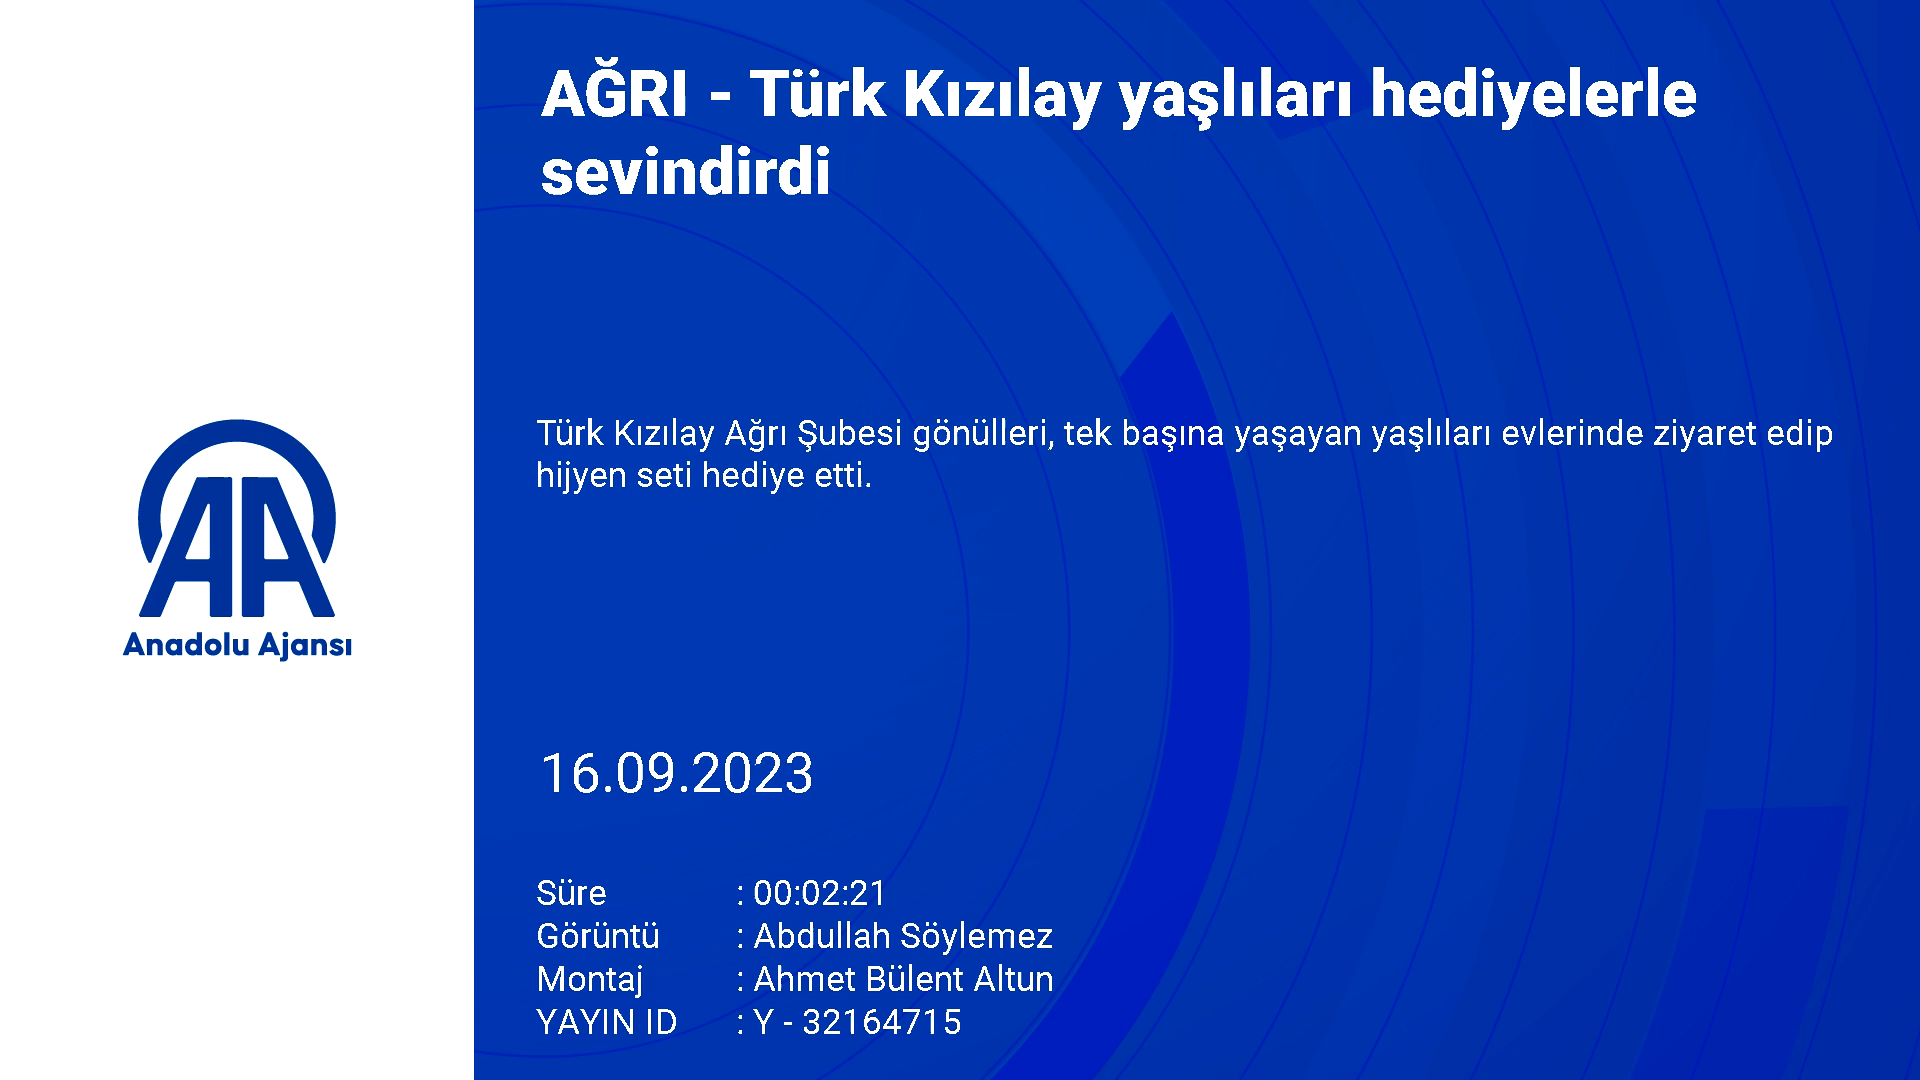 AĞRI - Türk Kızılay yaşlıları hediyelerle
sevindirdi
Türk Kızılay Ağrı Şubesi gönülleri, tek başına yaşayan yaşlıları evlerinde ziyaret edip
hijyen seti hediye etti.
AA
Anadolu Ajansı
16.09.2023
Süre : 00:02:21
Görüntü : Abdullah Söylemez
Montaj : Ahmet Bülent Altun
YAYIN ID : Y - 32164715